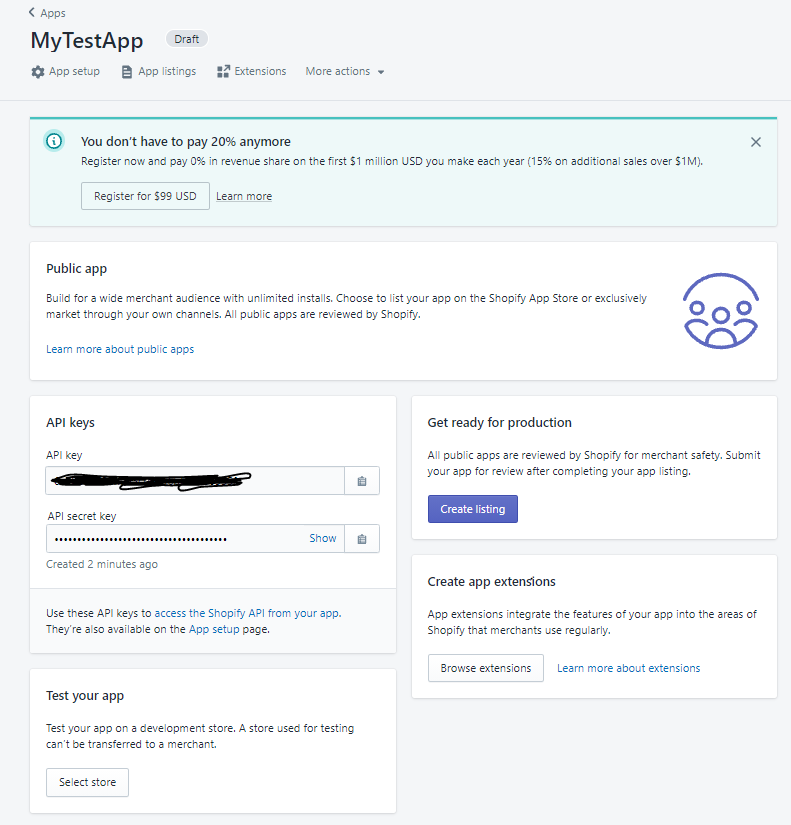 Apps
MyTestApp Draft
App setup App listings Extensions More actions
You don't have to pay 20% anymore
Register now and pay 0% in revenue share on the first $1 million USD you make each year (15% on additional sales over $1M).
Register for $99 USD Learn more
Public app
Build for a wide merchant audience with unlimited installs. Choose to list your app on the Shopify App Store or exclusively
market through your own channels. All public apps are reviewed by Shopify.
Learn more about public apps
API keys
API key
API secret key
•••••••••••••••••••••••••••••••••••••• Show
Created 2 minutes ago
Use these API keys to access the Shopify API from your app.
They're also available on the App setup page.
Test your app
Test your app on a development store. A store used for testing
can't be transferred to a merchant.
Select store
Get ready for production
All public apps are reviewed by Shopify for merchant safety. Submit
your app for review after completing your app listing.
Create listing
Create app extensions
App extensions integrate the features of your app into the areas of
Shopify that merchants use regularly.
Browse extensions Learn more about extensions